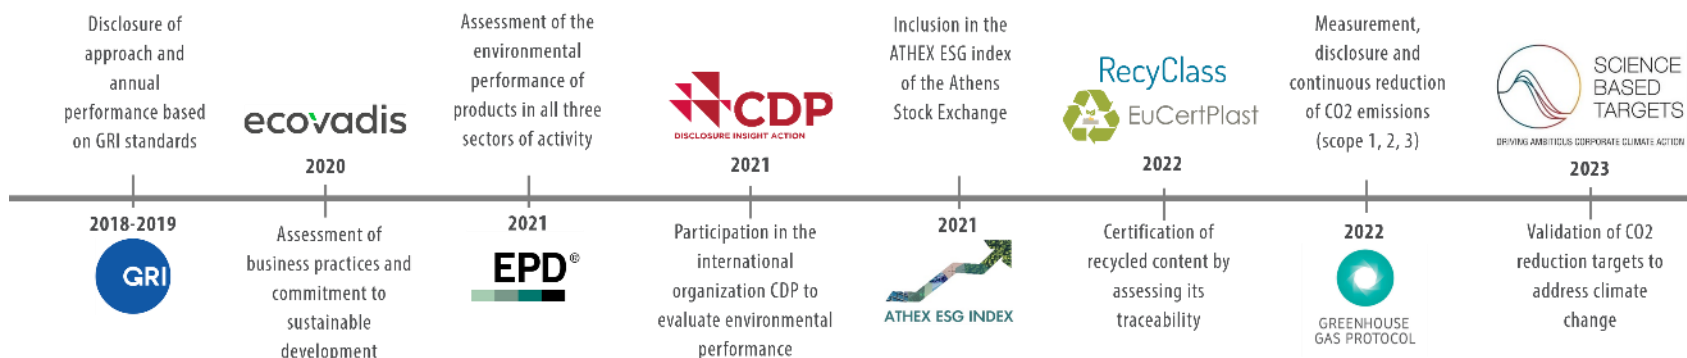 Disclosure of
approach and
annual
performance based
on GRI standards
2018-2019
GRI
ecovadis
2020
Assessment of
business practices and
commitment to
sustainable
development
Assessment of the
environmental
performance of
products in all three
sectors of activity
2021
EPD®
CDP
DISCLOSURE INSIGHT ACTION
2021
Participation in the
international
organization CDP to
evaluate environmental
performance
Inclusion in the
ATHEX ESG index
of the Athens
Stock Exchange
2021
ATHEX ESG INDEX
RecyClass
EuCertPlast
2022
Certification of
recycled content by
assessing its
traceability
Measurement,
disclosure and
continuous reduction
of CO2 emissions
(scope 1, 2, 3)
2022
GREENHOUSE
GAS PROTOCOL
SCIENCE
BASED
TARGETS
DRIVING AMBITIOUS CORPORATE CLIMATE ACTION
2023
Validation of CO2
reduction targets to
address climate
change